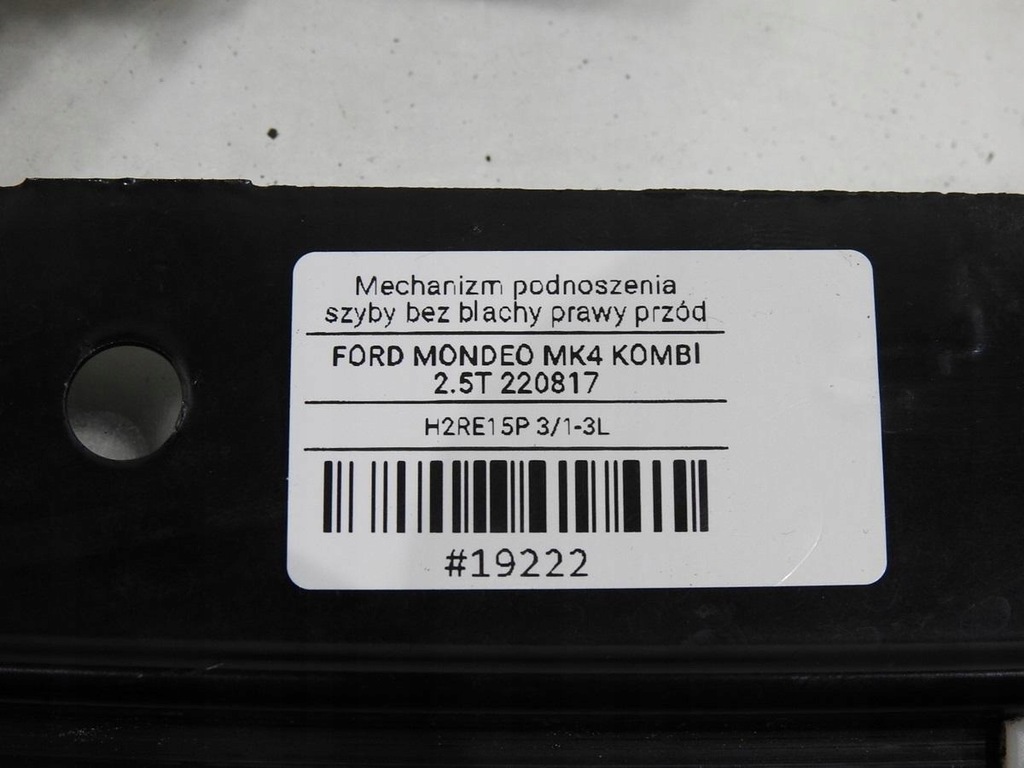 Mechanizm podnoszenia
szyby bez blachy prawy przód
FORD MONDEO MK4 KOMBI
2.5T 220817
H2RE15P 3/1-3L
#19222